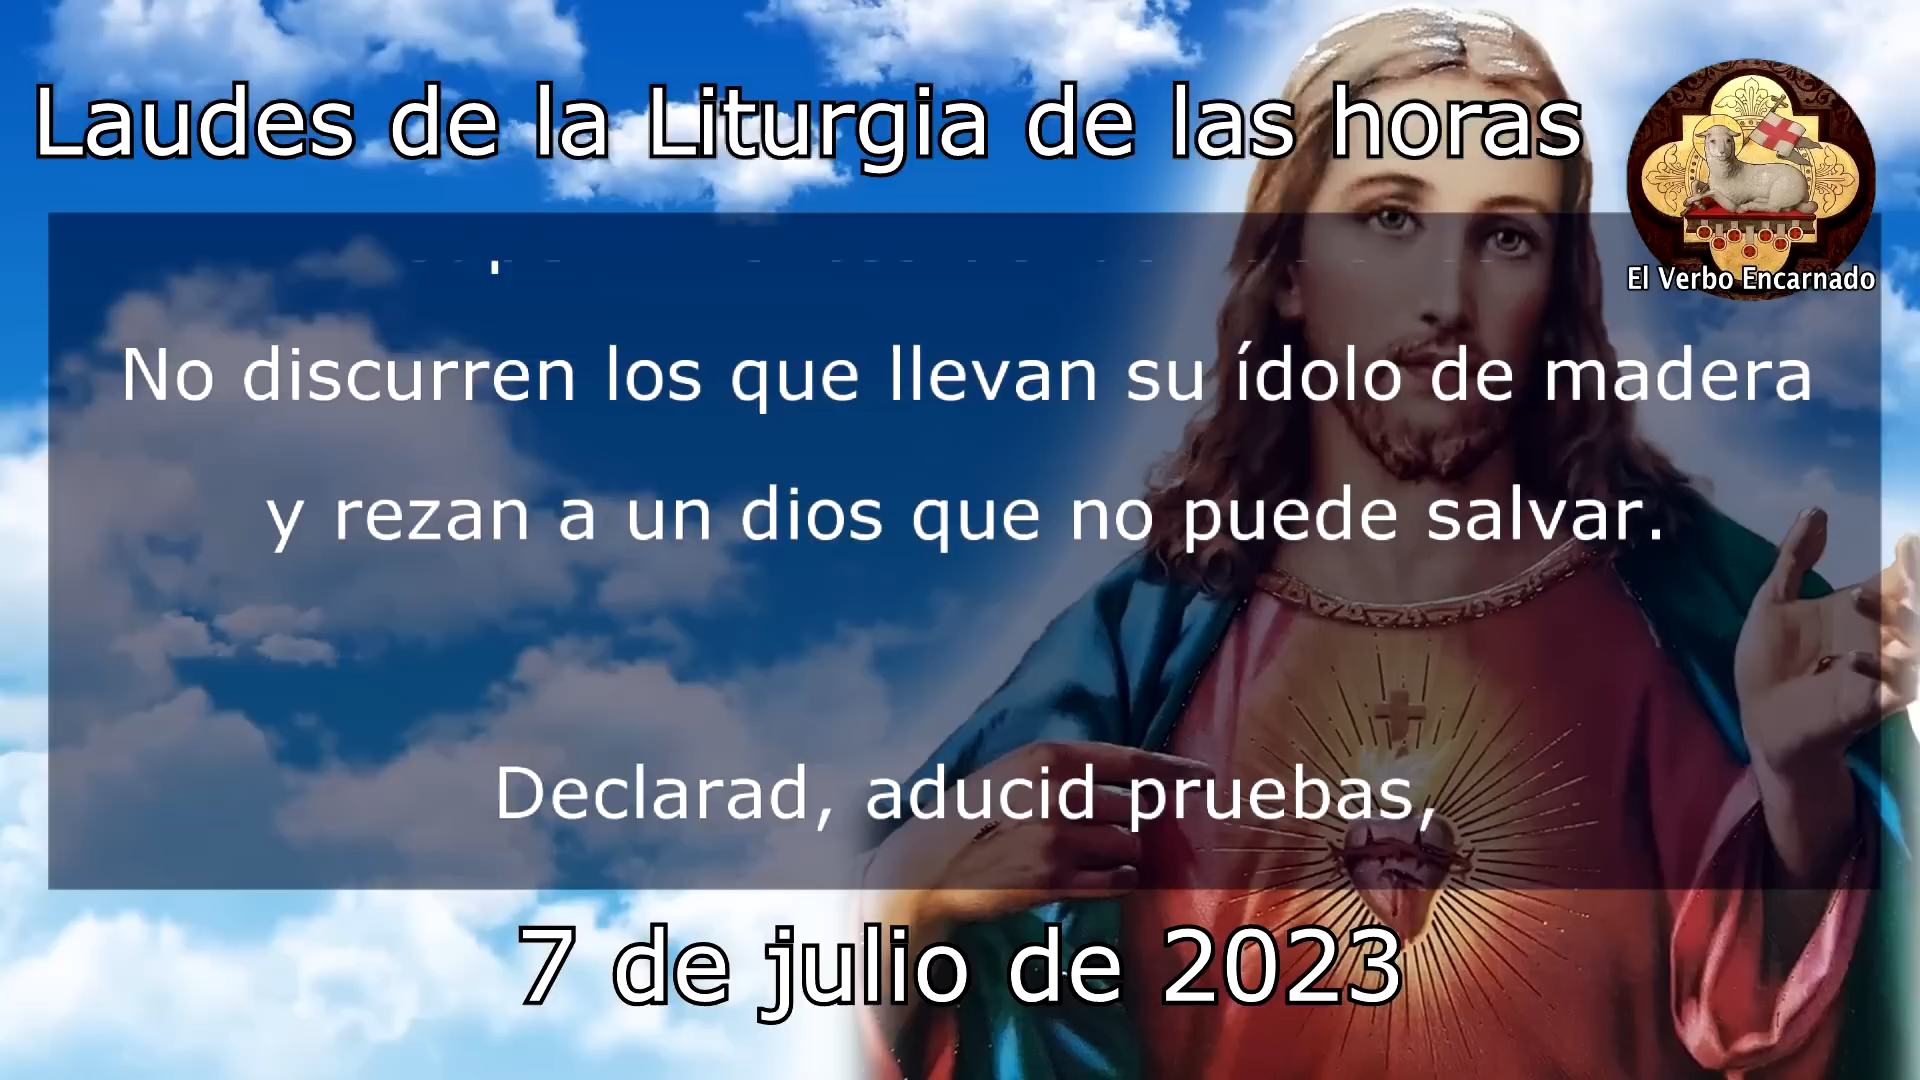 Laudes de la Liturgia de las horas
El Verbo Encarnado
No discurren los que llevan su ídolo de madera
y rezan a un dios que no puede salvar.
Declarad, aducid pruebas,
7 de julio de 2023